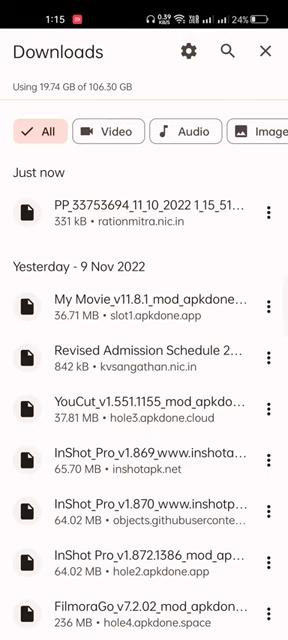 1:15
0.39 KB/S
24%
Downloads
Using 19.74 GB of 106.30 GB
All
Video
Audio
Image
Just now
PP_33753694_11_10_2022 1_15_51...
331 kB • rationmitra.nic.in
Yesterday - 9 Nov 2022
My Movie_v11.8.1_mod_apkdone...
36.71 MB • slot1.apkdone.app
Revised Admission Schedule 2...
842 kB • kvsangathan.nic.in
YouCut_v1.551.1155_mod_apkdo...
37.81 MB • hole3.apkdone.cloud
InShot_Pro_v1.869_www.inshota...
65.70 MB • inshotapk.net
InShot_Pro_v1.870_www.inshotp...
64.02 MB • objects.githubuserconte...
InShot Pro_v1.872.1386_mod_ap...
64.02 MB • hole2.apkdone.app
FilmoraGo_v7.2.02_mod_apkdon...
236 MB • hole4.apkdone.space